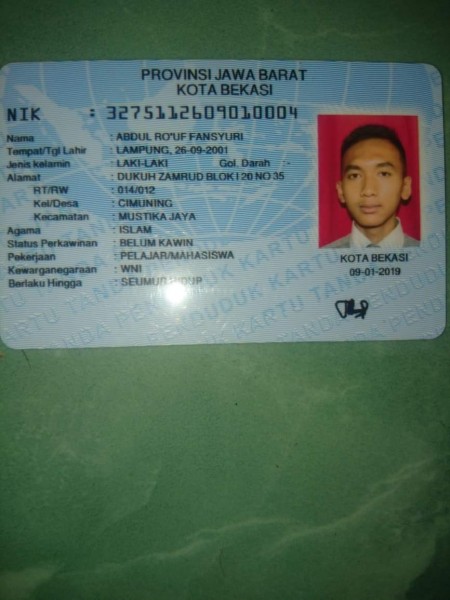 PROVINSI JAWA BARAT
KOTA BEKASI
NIK : 3275112609010004
Nama : ABDUL RO'UF FANSYURI
Tempat/Tgl Lahir : LAMPUNG, 26-09-2001
Jenis kelamin : LAKI-LAKI Gol. Darah :-
Alamat : DUKUH ZAMRUD BLOK I 20 NO 35
RT/RW : 014/012
Kel/Desa : CIMUNING
Kecamatan : MUSTIKA JAYA
Agama : ISLAM
Status Perkawinan : BELUM KAWIN
Pekerjaan : PELAJAR/MAHASISWA
Kewarganegaraan : WNI
Berlaku Hingga : SEUMUR HIDUP
KOTA BEKASI
09-01-2019
KARTU TANDA PENDUDUK KARTU TANDA PENDUDUK